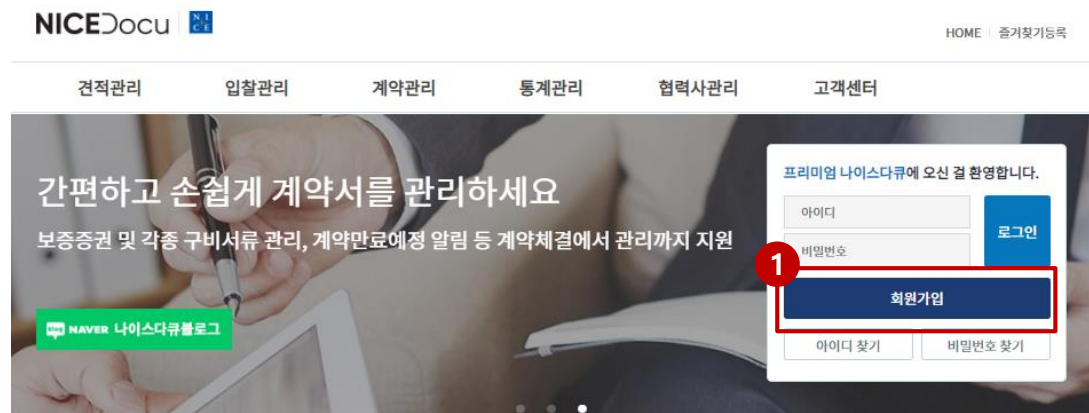 NICEDocu NICE
HOME 즐겨찾기등록
견적관리 입찰관리 계약관리 통계관리 협력사관리 고객센터
간편하고 손쉽게 계약서를 관리하세요
보증증권 및 각종 구비서류 관리, 계약만료예정 알림 등 계약체결에서 관리까지 지원
blog NAVER 나이스다큐블로그
프리미엄 나이스다큐에 오신 걸 환영합니다.
아이디
비밀번호
로그인
1
회원가입
아이디 찾기 비밀번호 찾기